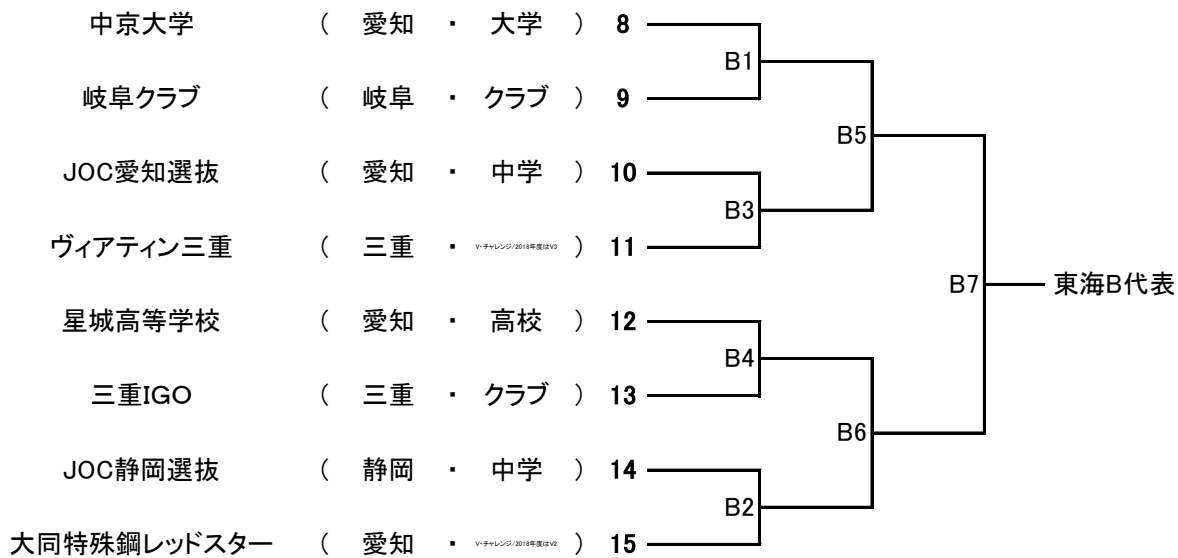 中京大学 ( 愛知 ・ 大学 ) 8
B1
岐阜クラブ ( 岐阜 ・ クラブ ) 9
B5
JOC愛知選抜 ( 愛知 ・ 中学 ) 10
B3
ヴィアティン三重 ( 三重 ・ V・チャレンジ/2018年度はV3 ) 11
B7 東海B代表
星城高等学校 ( 愛知 ・ 高校 ) 12
B4
三重IGO ( 三重 ・ クラブ ) 13
B6
JOC静岡選抜 ( 静岡 ・ 中学 ) 14
B2
大同特殊鋼レッドスター ( 愛知 ・ V・チャレンジ/2018年度はV2 ) 15